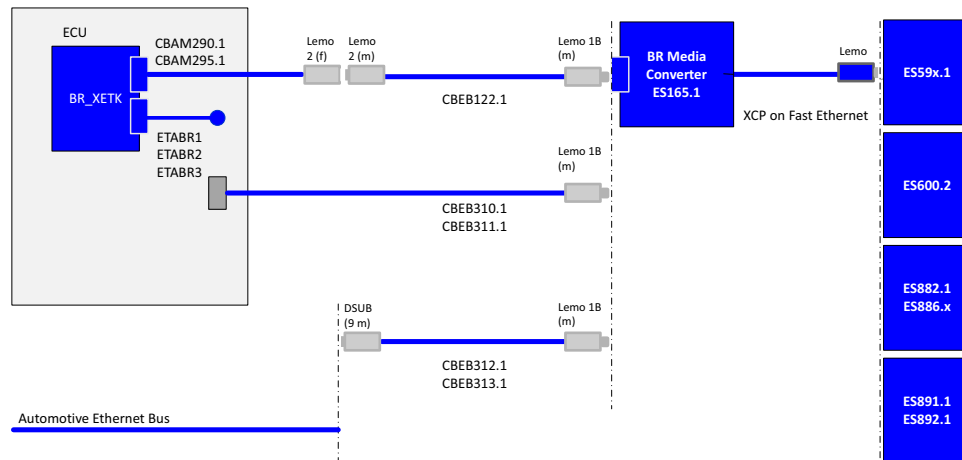 ECU
BR_XETK
CBAM290.1
CBAM295.1
ETABR1
ETABR2
ETABR3
Lemo
2 (f)
Lemo
2 (m)
Lemo 1B
(m)
CBEB122.1
BR Media
Converter
ES165.1
Lemo
XCP on Fast Ethernet
ES59x.1
Lemo 1B
(m)
CBEB310.1
CBEB311.1
ES600.2
DSUB
(9 m)
Lemo 1B
(m)
CBEB312.1
CBEB313.1
ES882.1
ES886.x
Automotive Ethernet Bus
ES891.1
ES892.1